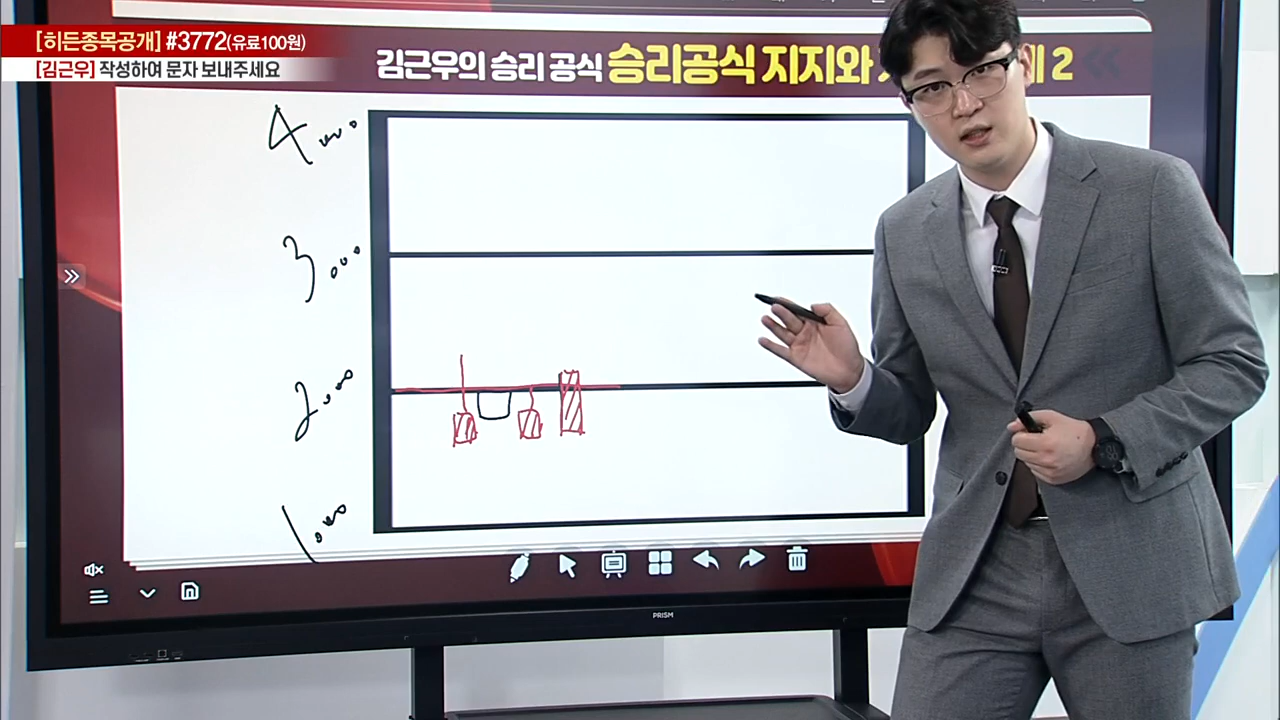 [히든종목공개] #3772(유료100원)
[김근우] 작성하여 문자 보내주세요
김근우의 승리 공식 승리공식 지지와 2
4000
3000
2000
1000
PRISM